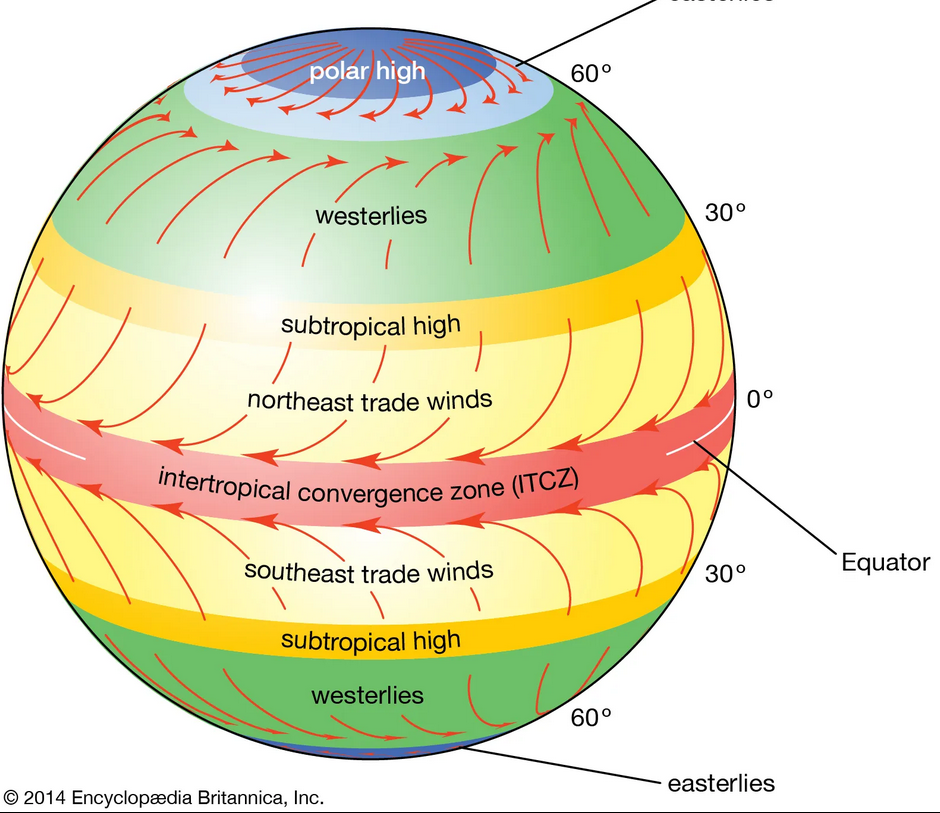 polar high
60°
30°
westerlies
subtropical high
northeast trade winds
0°
intertropical convergence zone (ITCZ)
Equator
southeast trade winds
30°
subtropical high
westerlies
60°
easterlies
© 2014 Encyclopædia Britannica, Inc.